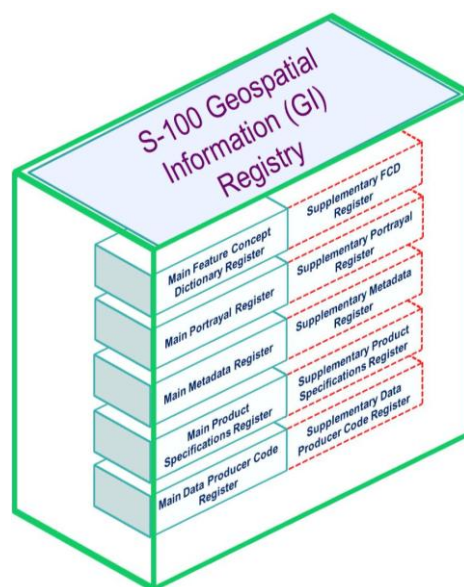 S-100 Geospatial
Information (GI)
Registry
Main Feature Concept
Dictionary Register
Supplementary FCD
Register
Main Portrayal Register
Supplementary Portrayal
Register
Main Metadata Register
Supplementary Metadata
Register
Main Product
Specifications Register
Supplementary Product
Specifications Register
Main Data Producer Code
Register
Supplementary Data
Producer Code Register